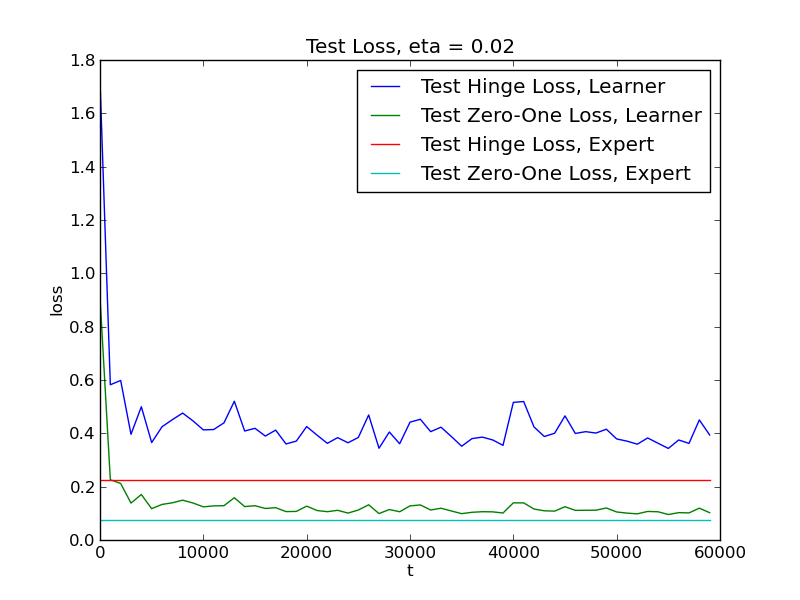 Test Loss, eta = 0.02
1.8
1.6
1.4
1.2
1.0
0.8
0.6
0.4
0.2
0.0
loss
Test Hinge Loss, Learner
Test Zero-One Loss, Learner
Test Hinge Loss, Expert
Test Zero-One Loss, Expert
0 10000 20000 30000 40000 50000 60000
t